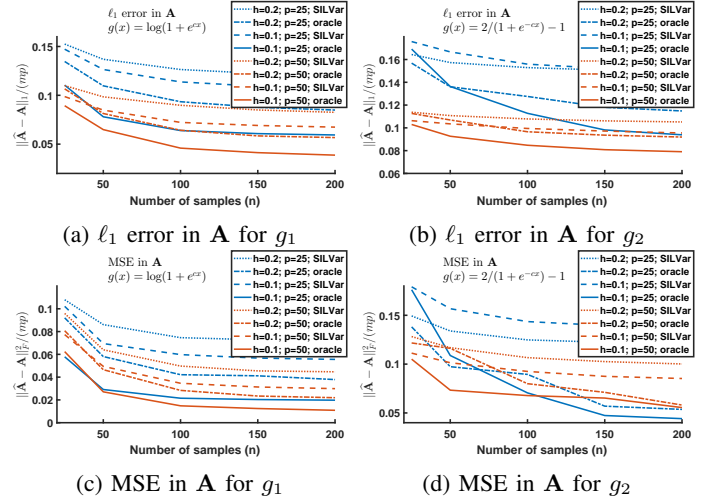 ℓ₁ error in A
g(x) = log(1 + e^{cx})
h=0.2; p=25; SILVar
h=0.2; p=25; oracle
h=0.1; p=25, SILVar
h=0.1; p=25; oracle
h=0.2; p=50; SILVar
h=0.2; p=50; oracle
h=0.1; p=50, SILVar
h=0.1; p=50; oracle
||Â − A||₁/(mp)
0.15
0.1
0.05
50 100 150 200
Number of samples (n)
(a) ℓ₁ error in A for g₁
ℓ₁ error in A
g(x) = 2/(1 + e^{−cx}) − 1
h=0.2; p=25; SILVar
h=0.2; p=25; oracle
h=0.1; p=25, SILVar
h=0.1; p=25; oracle
h=0.2; p=50; SILVar
h=0.2; p=50; oracle
h=0.1; p=50, SILVar
h=0.1; p=50; oracle
||Â − A||₁/(mp)
0.16
0.14
0.12
0.1
0.08
0.06
50 100 150 200
Number of samples (n)
(b) ℓ₁ error in A for g₂
MSE in A
g(x) = log(1 + e^{cx})
h=0.2; p=25; SILVar
h=0.2; p=25; oracle
h=0.1; p=25, SILVar
h=0.1; p=25; oracle
h=0.2; p=50; SILVar
h=0.2; p=50; oracle
h=0.1; p=50, SILVar
h=0.1; p=50; oracle
||Â − A||²_F/(mp)
0.1
0.08
0.06
0.04
0.02
0
50 100 150 200
Number of samples (n)
(c) MSE in A for g₁
MSE in A
g(x) = 2/(1 + e^{−cx}) − 1
h=0.2; p=25; SILVar
h=0.2; p=25; oracle
h=0.1; p=25, SILVar
h=0.1; p=25; oracle
h=0.2; p=50; SILVar
h=0.2; p=50; oracle
h=0.1; p=50, SILVar
h=0.1; p=50; oracle
||Â − A||²_F/(mp)
0.15
0.1
0.05
50 100 150 200
Number of samples (n)
(d) MSE in A for g₂